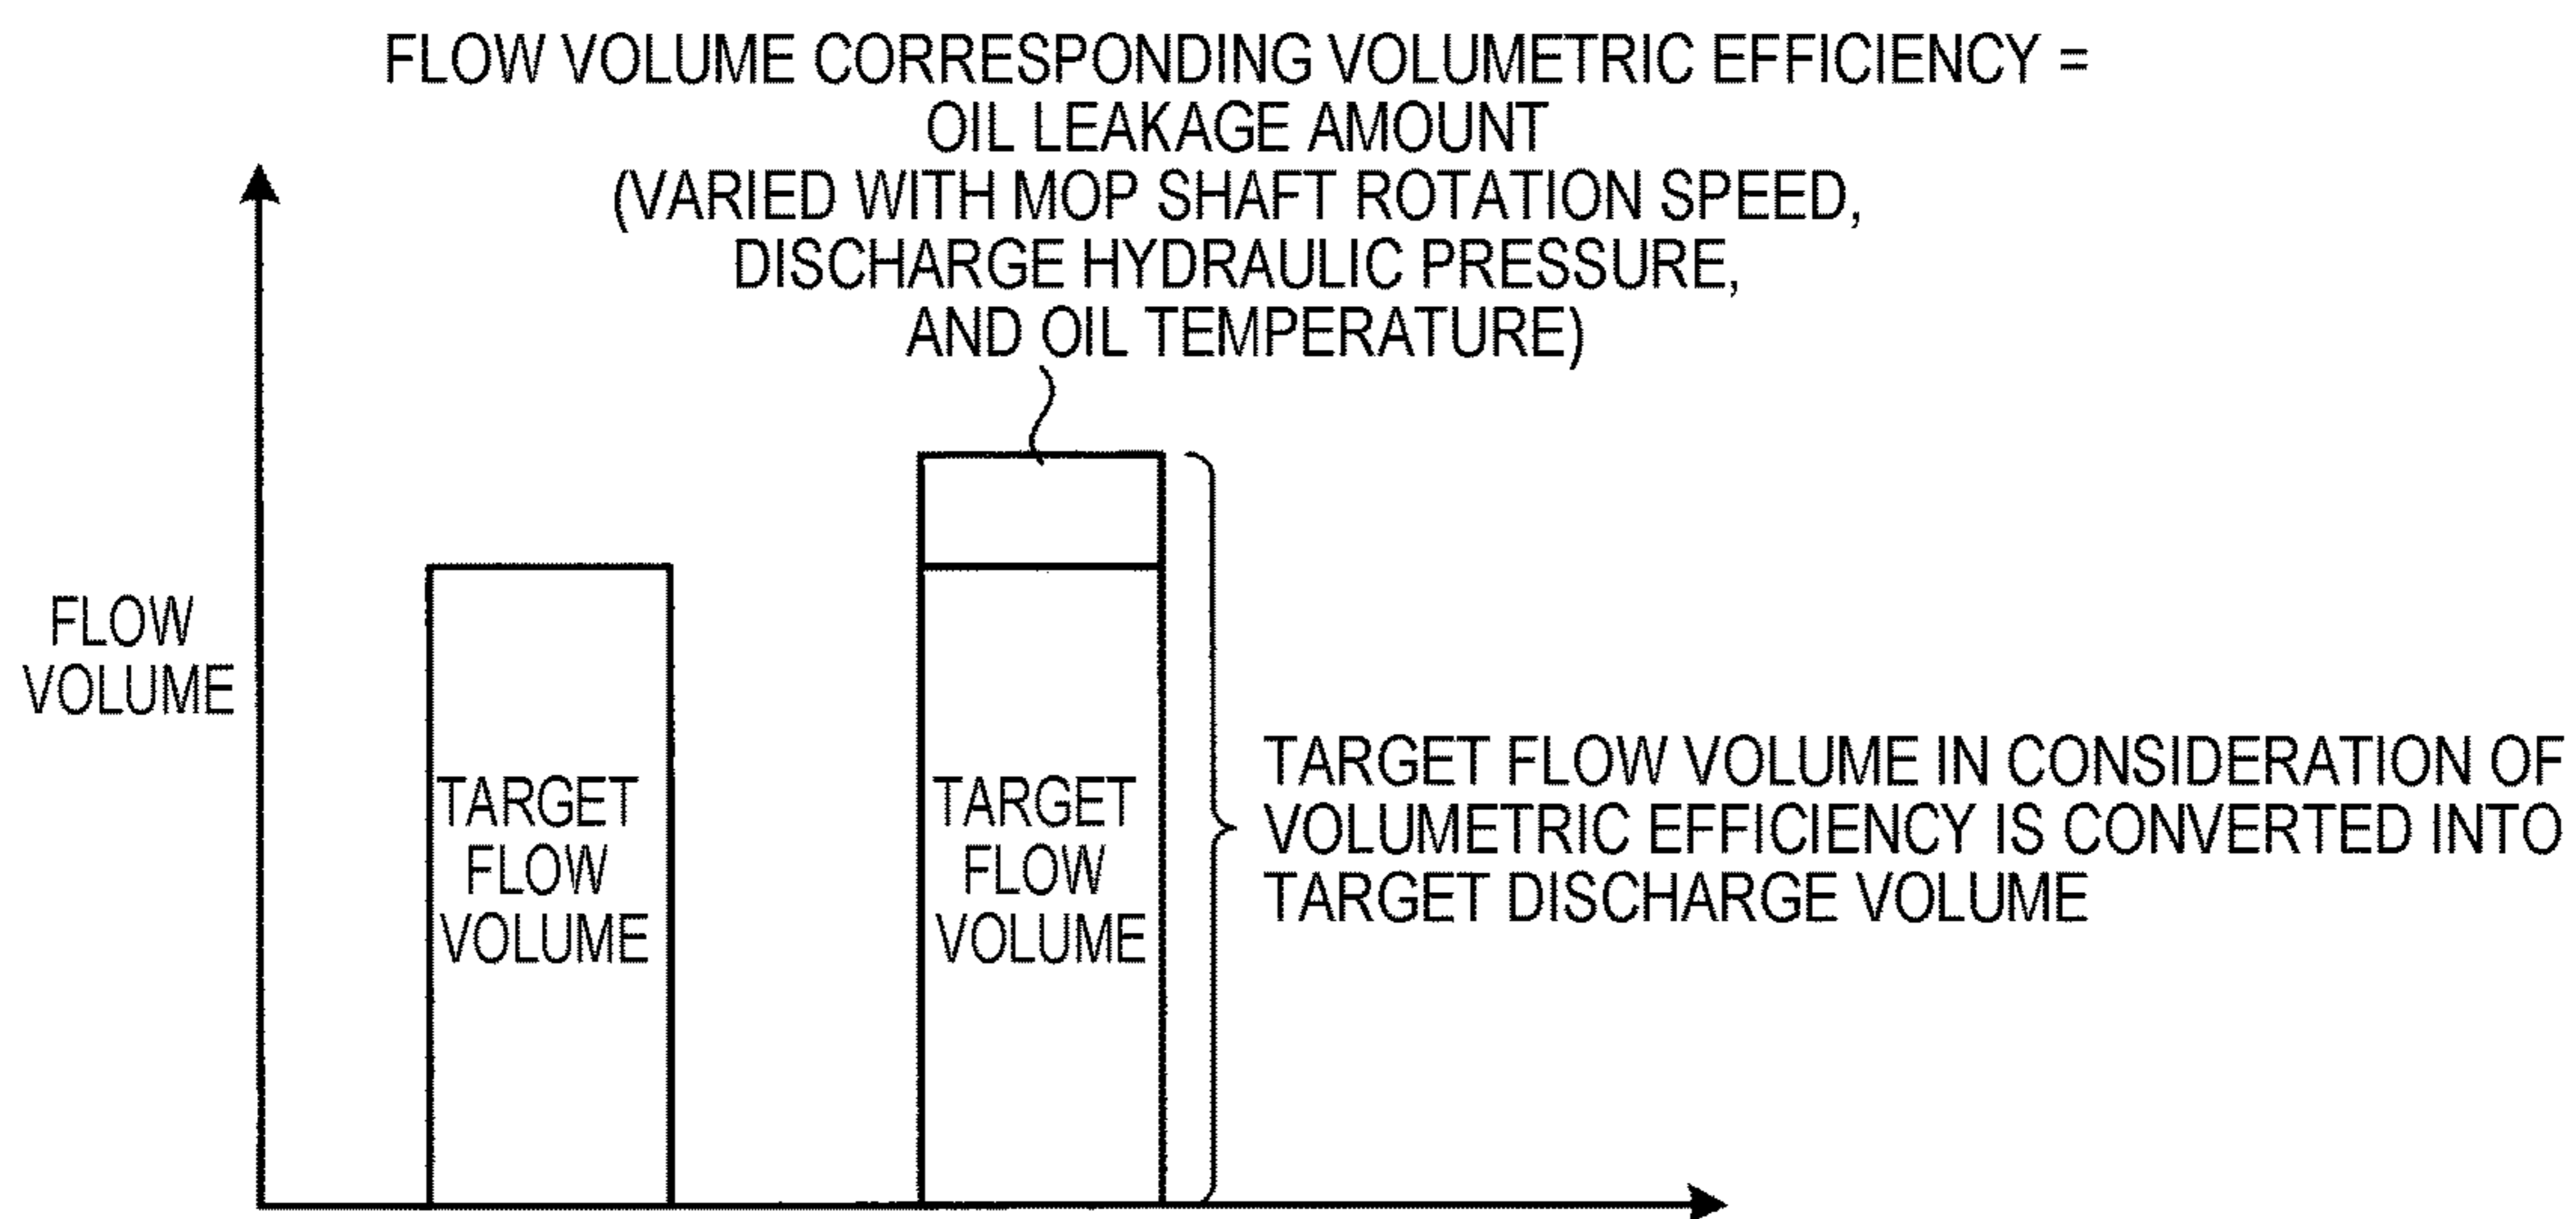 FLOW VOLUME CORRESPONDING VOLUMETRIC EFFICIENCY =
OIL LEAKAGE AMOUNT
(VARIED WITH MOP SHAFT ROTATION SPEED,
DISCHARGE HYDRAULIC PRESSURE,
AND OIL TEMPERATURE)
FLOW
VOLUME
TARGET
FLOW
VOLUME
TARGET
FLOW
VOLUME
TARGET FLOW VOLUME IN CONSIDERATION OF
VOLUMETRIC EFFICIENCY IS CONVERTED INTO
TARGET DISCHARGE VOLUME